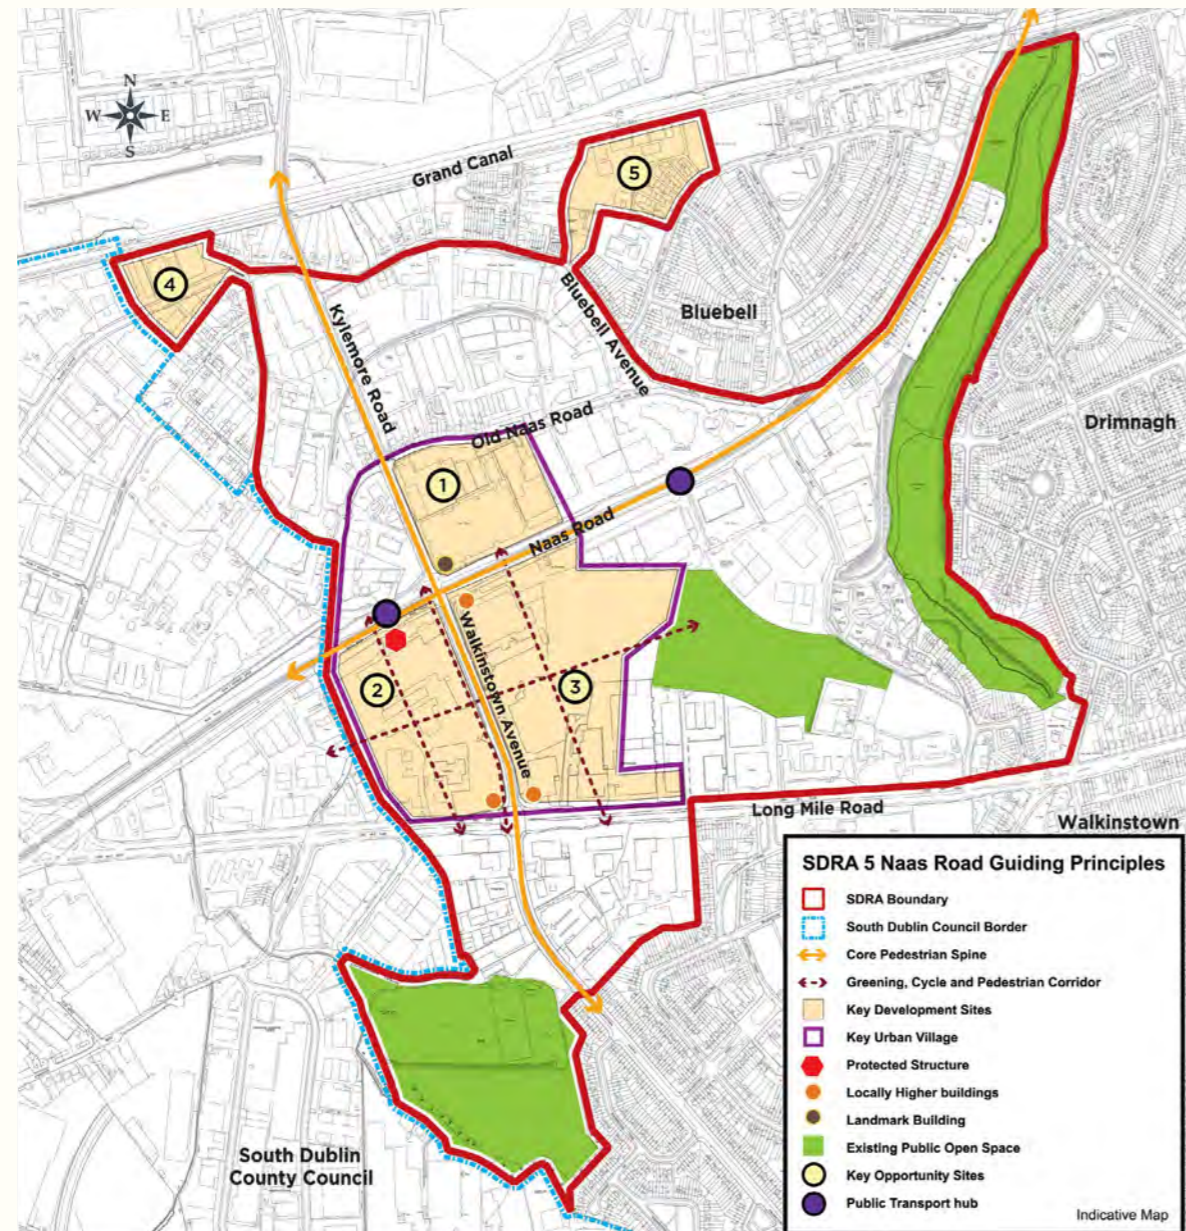 N
W E
S
Grand Canal
5
4
Kylemore Road
Bluebell Avenue
Bluebell
Old Naas Road
Drimnagh
1
Naas Road
Walkinstown Avenue
2
3
Long Mile Road
Walkinstown
South Dublin
County Council
SDRA 5 Naas Road Guiding Principles
SDRA Boundary
South Dublin Council Border
Core Pedestrian Spine
Greening, Cycle and Pedestrian Corridor
Key Development Sites
Key Urban Village
Protected Structure
Locally Higher buildings
Landmark Building
Existing Public Open Space
Key Opportunity Sites
Public Transport hub
Indicative Map